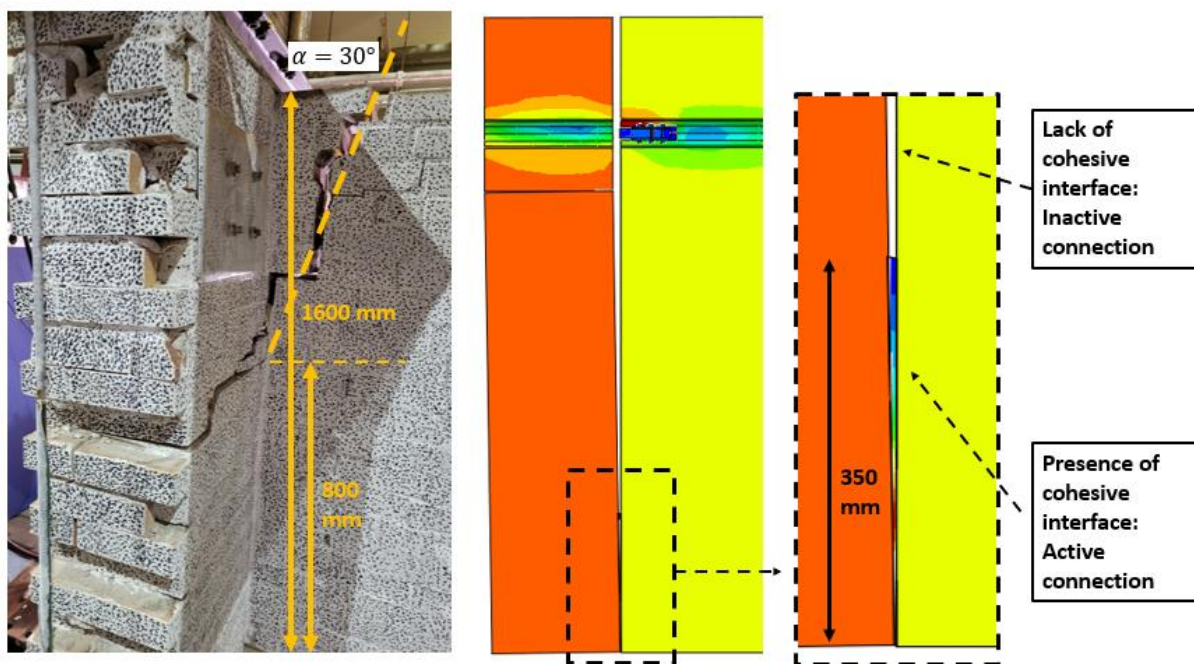 α = 30°
1600 mm
800
mm
350
mm
Lack of
cohesive
interface:
Inactive
connection
Presence of
cohesive
interface:
Active
connection